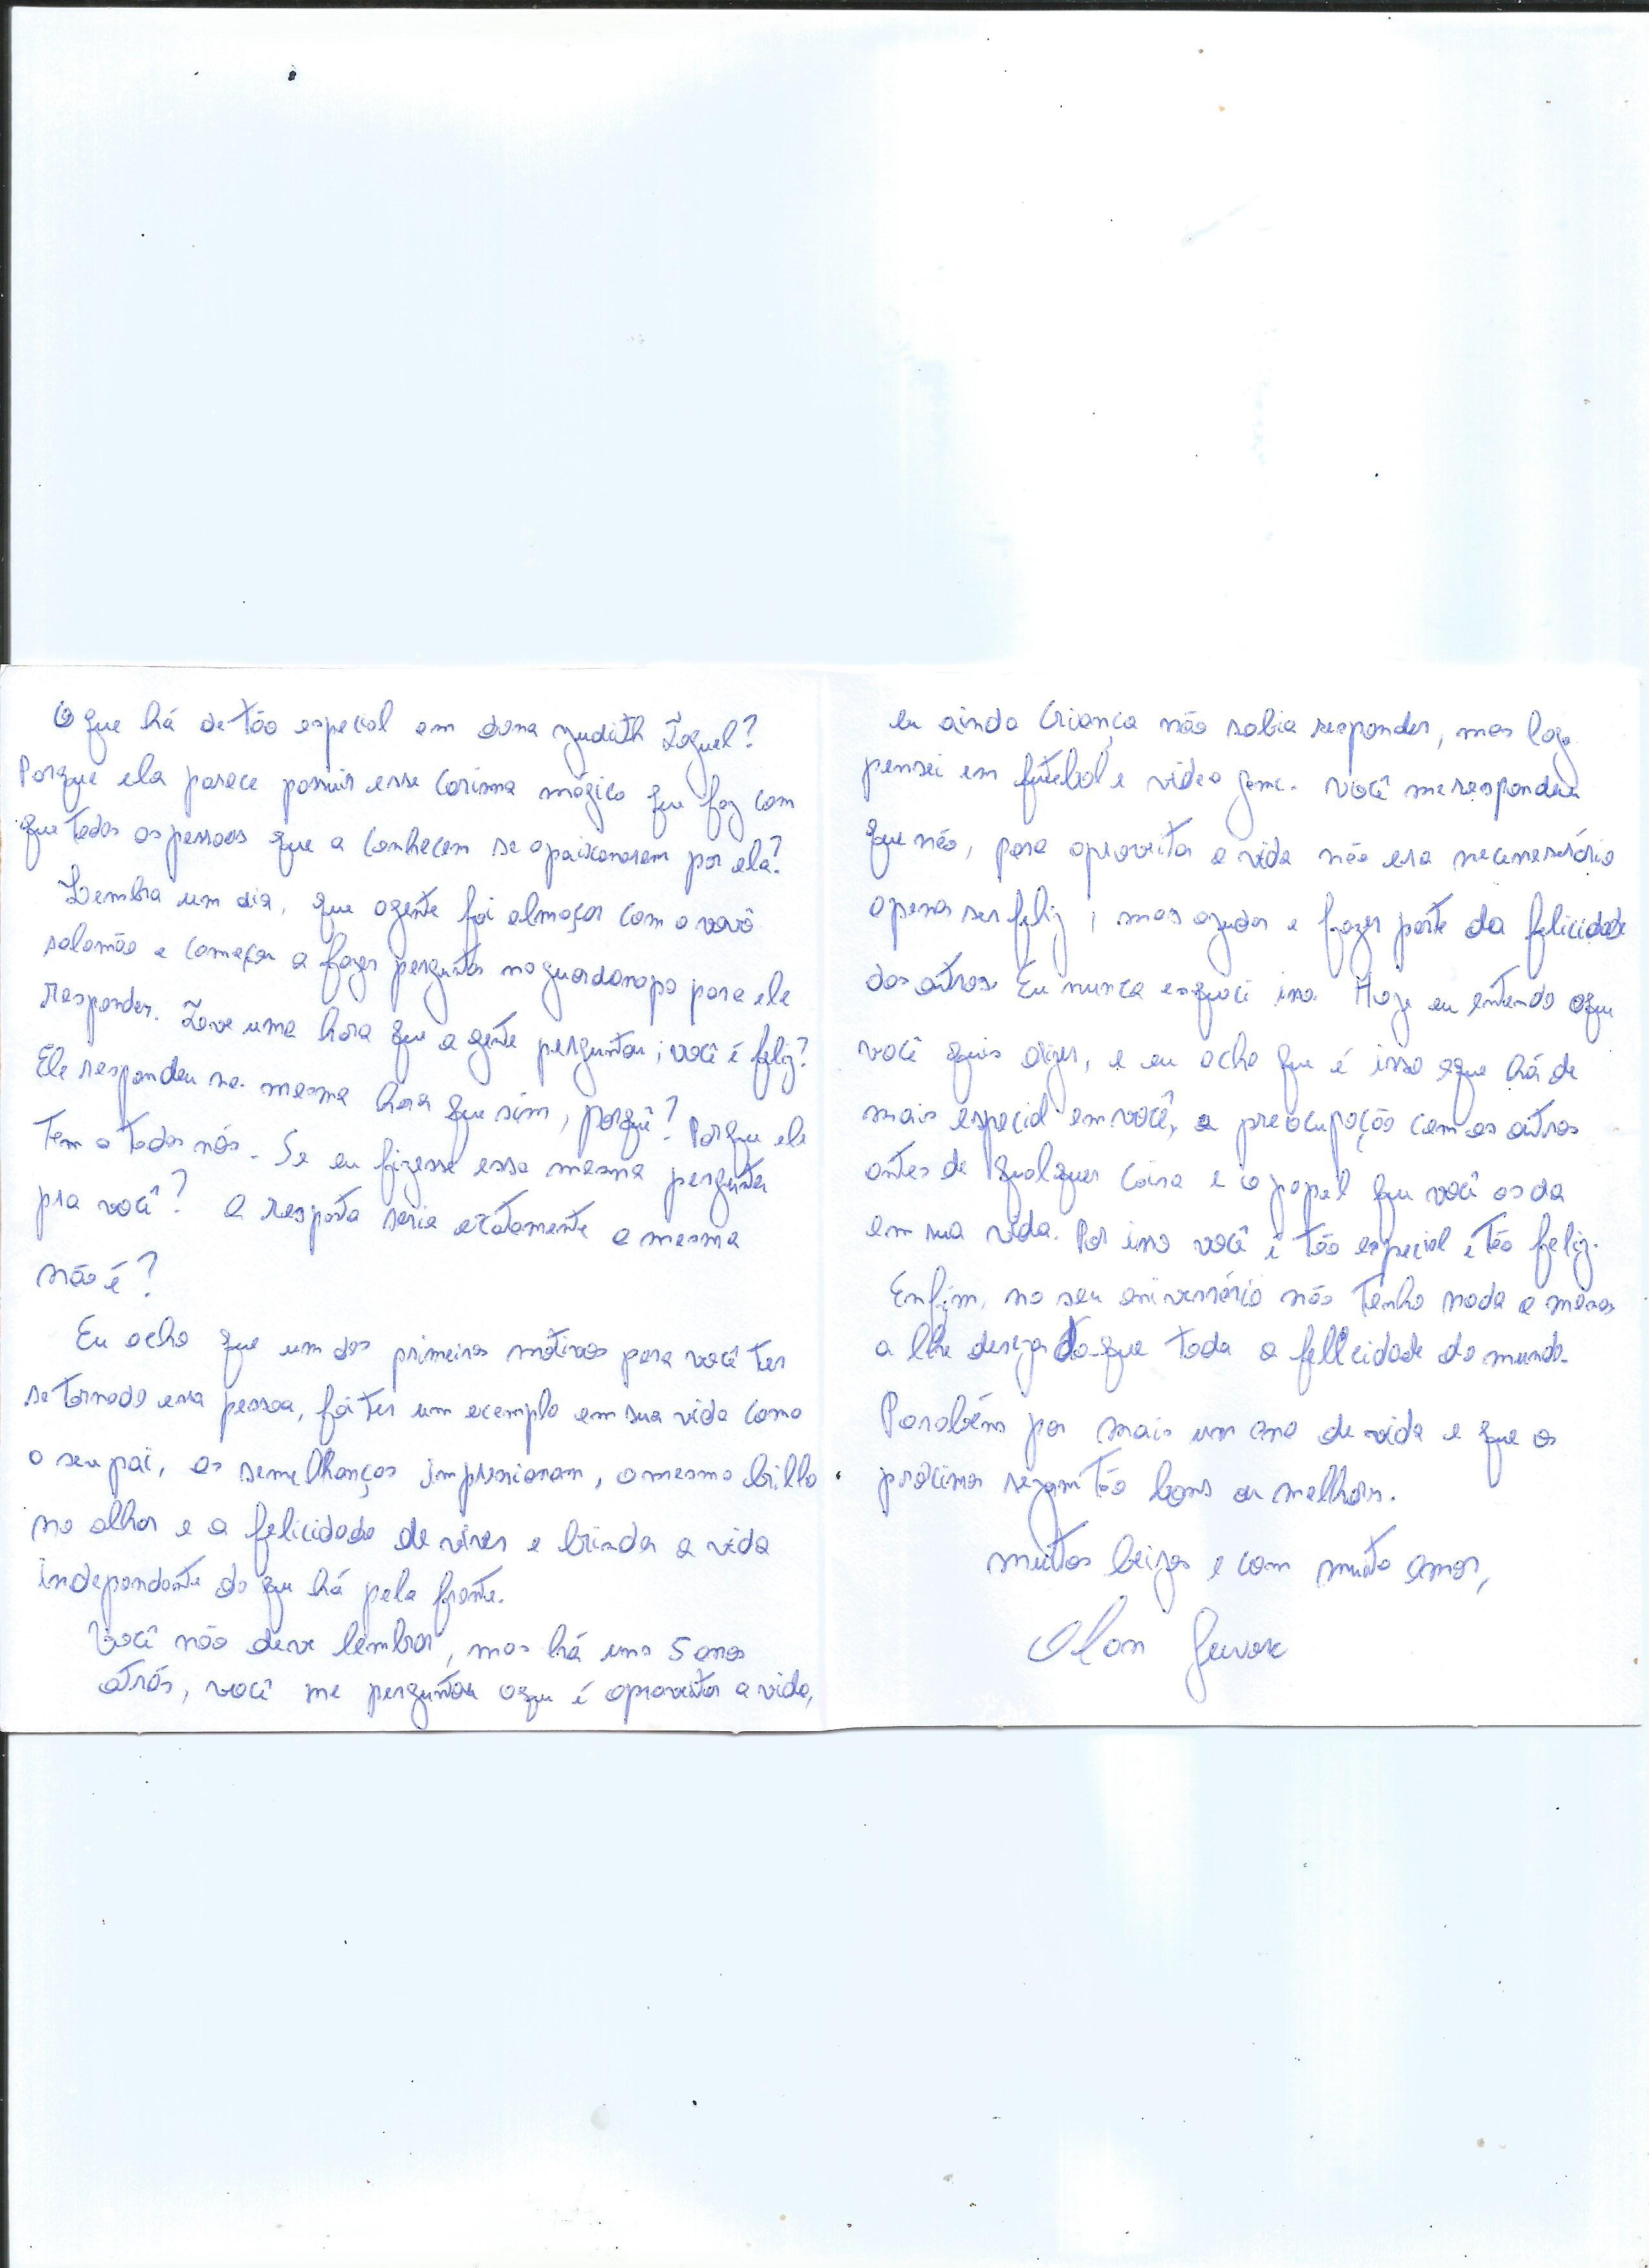 O que há de tão especial em dona Judith Zoguel?
Porque ela parece possuir esse carisma mágico que faz com
que todas as pessoas que a conhecem se apaixonarem por ela?
Lembra um dia, que agente foi almoçar com o vovô
salomão e começou a fazer perguntas no guardanapo para ele
responder. Teve uma hora que a gente perguntou; você é feliz?
Ele respondeu na mesma hora que sim, porquê? Porque ele
tem a todos nós. Se eu fizesse essa mesma pergunta
pra você? A resposta seria exatamente a mesma
não é?
Eu acho que um dos primeiros motivos para você ter
se tornado essa pessoa, foi ter um exemplo em sua vida como
o seu pai, as semelhanças impressionam, o mesmo brilho
no olhar e a felicidade de viver e brindar a vida
independente do que há pela frente.
Você não deve lembrar, mas há uns 5 anos
atrás, você me perguntou oque é aproveitar a vida,
eu ainda criança não sabia responder, mas logo
pensei em futebol e video game. Você me respondeu
que não, para aproveitar a vida não era necessário
apenas ser feliz; mas ajudar e fazer parte da felicidade
dos outros. Eu nunca esqueci isso. Hoje eu entendo oque
você quis dizer, e eu acho que é isso oque há de
mais especial em você, a preocupação com os outros
antes de qualquer coisa e o papel que você os da
em sua vida. Por isso você é tão especial e tão feliz.
Enfim, no seu aniversário não tenho nada a menos
a lhe desejar do que toda a felicidade do mundo.
Parabéns por mais um ano de vida e que os
próximos sejam tão bons ou melhores.
muitos beijos e com muito amor,
Alan